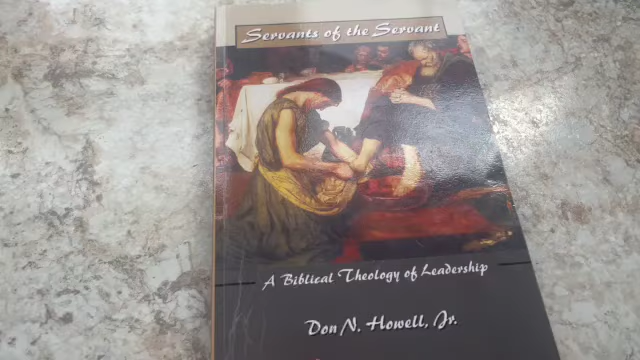 Servants of the Servant
A Biblical Theology of Leadership
Don N. Howell, Jr.